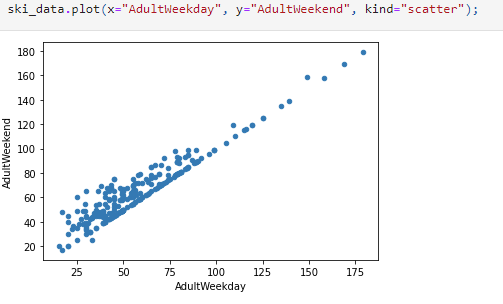 ski_data.plot(x="AdultWeekday", y="AdultWeekend", kind="scatter");
180
160
140
120
100
80
60
40
20
AdultWeekend
25 50 75 100 125 150 175
AdultWeekday